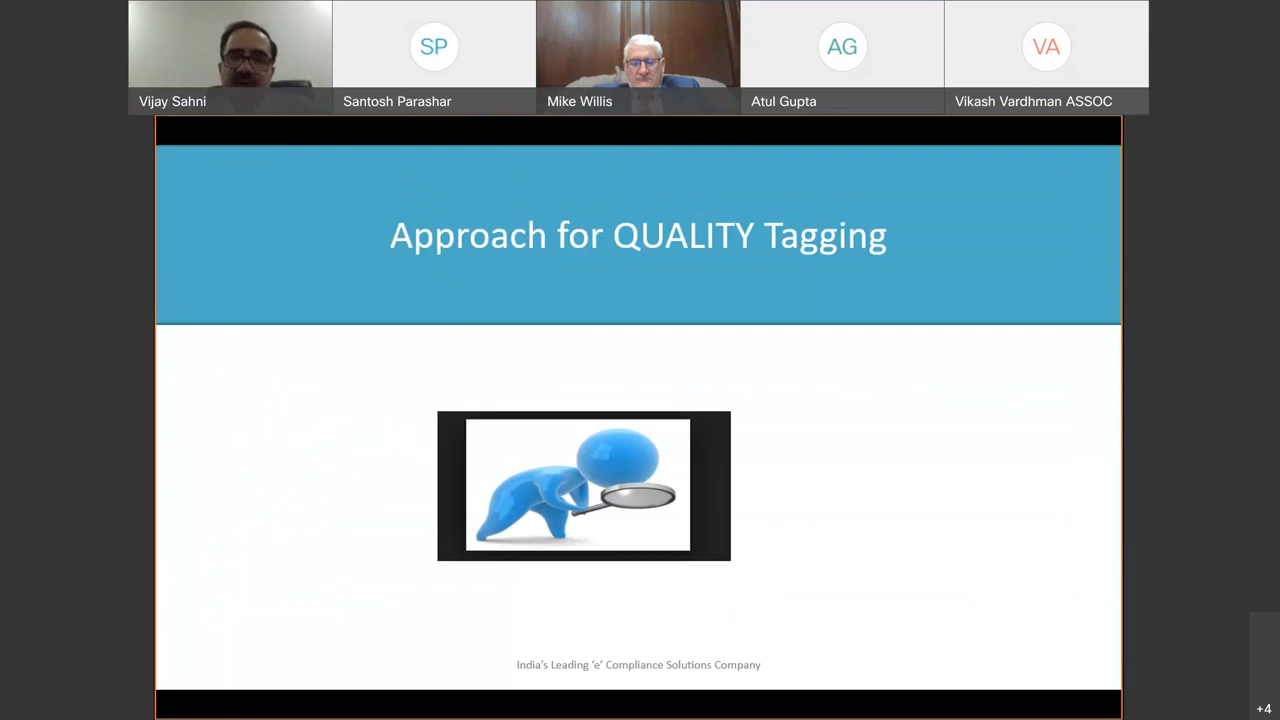 SP
AG
VA
Vijay Sahni
Santosh Parashar
Mike Willis
Atul Gupta
Vikash Vardhman ASSOC
Approach for QUALITY Tagging
India's Leading 'e' Compliance Solutions Company
+4